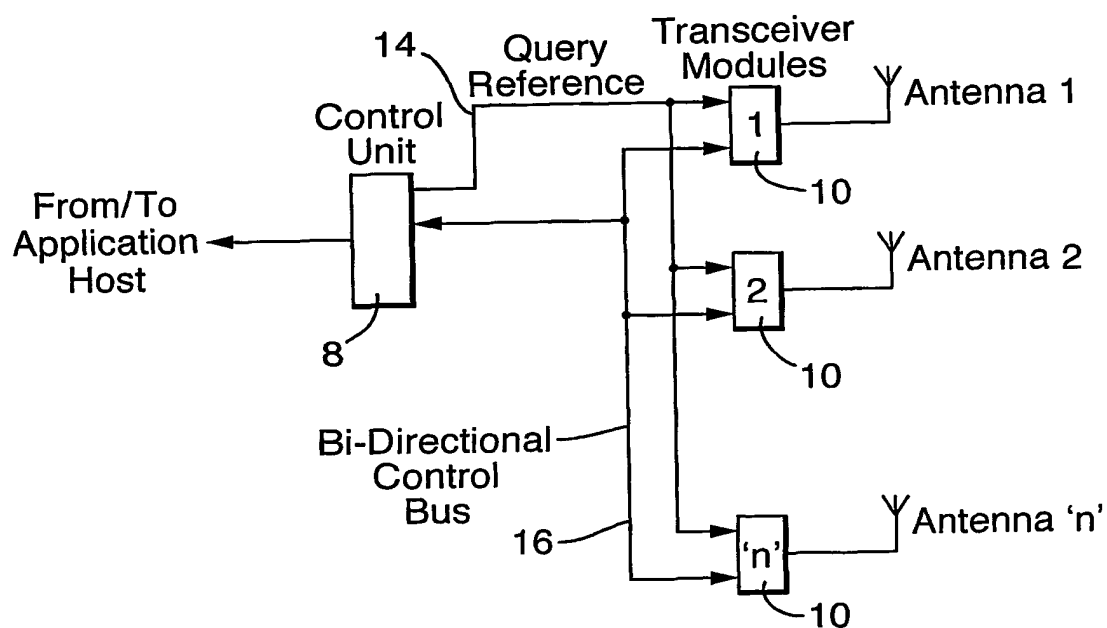 14
Query
Reference
Transceiver
Modules
Antenna 1
Control
Unit
1
10
From/To
Application
Host
8
Antenna 2
2
10
Bi-Directional
Control
Bus
16
Antenna ‘n’
‘n’
10